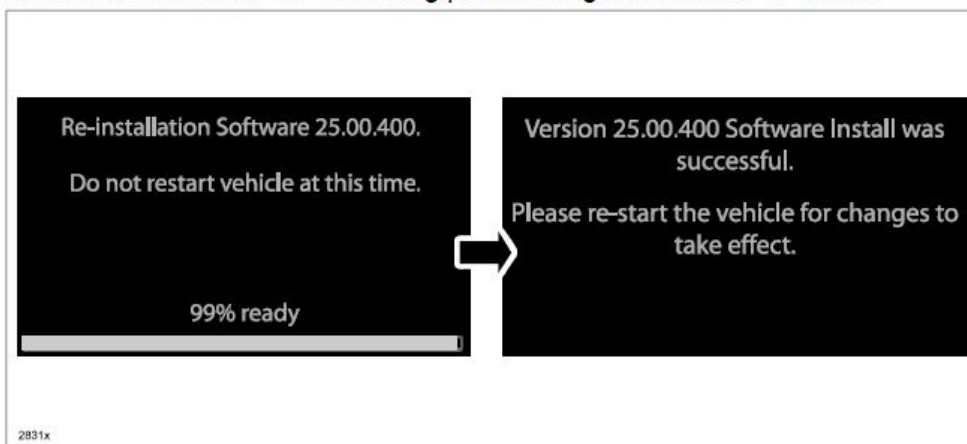 Re-installation Software 25.00.400.
Do not restart vehicle at this time.
99% ready
Version 25.00.400 Software Install was
successful.
Please re-start the vehicle for changes to
take effect.
2831x